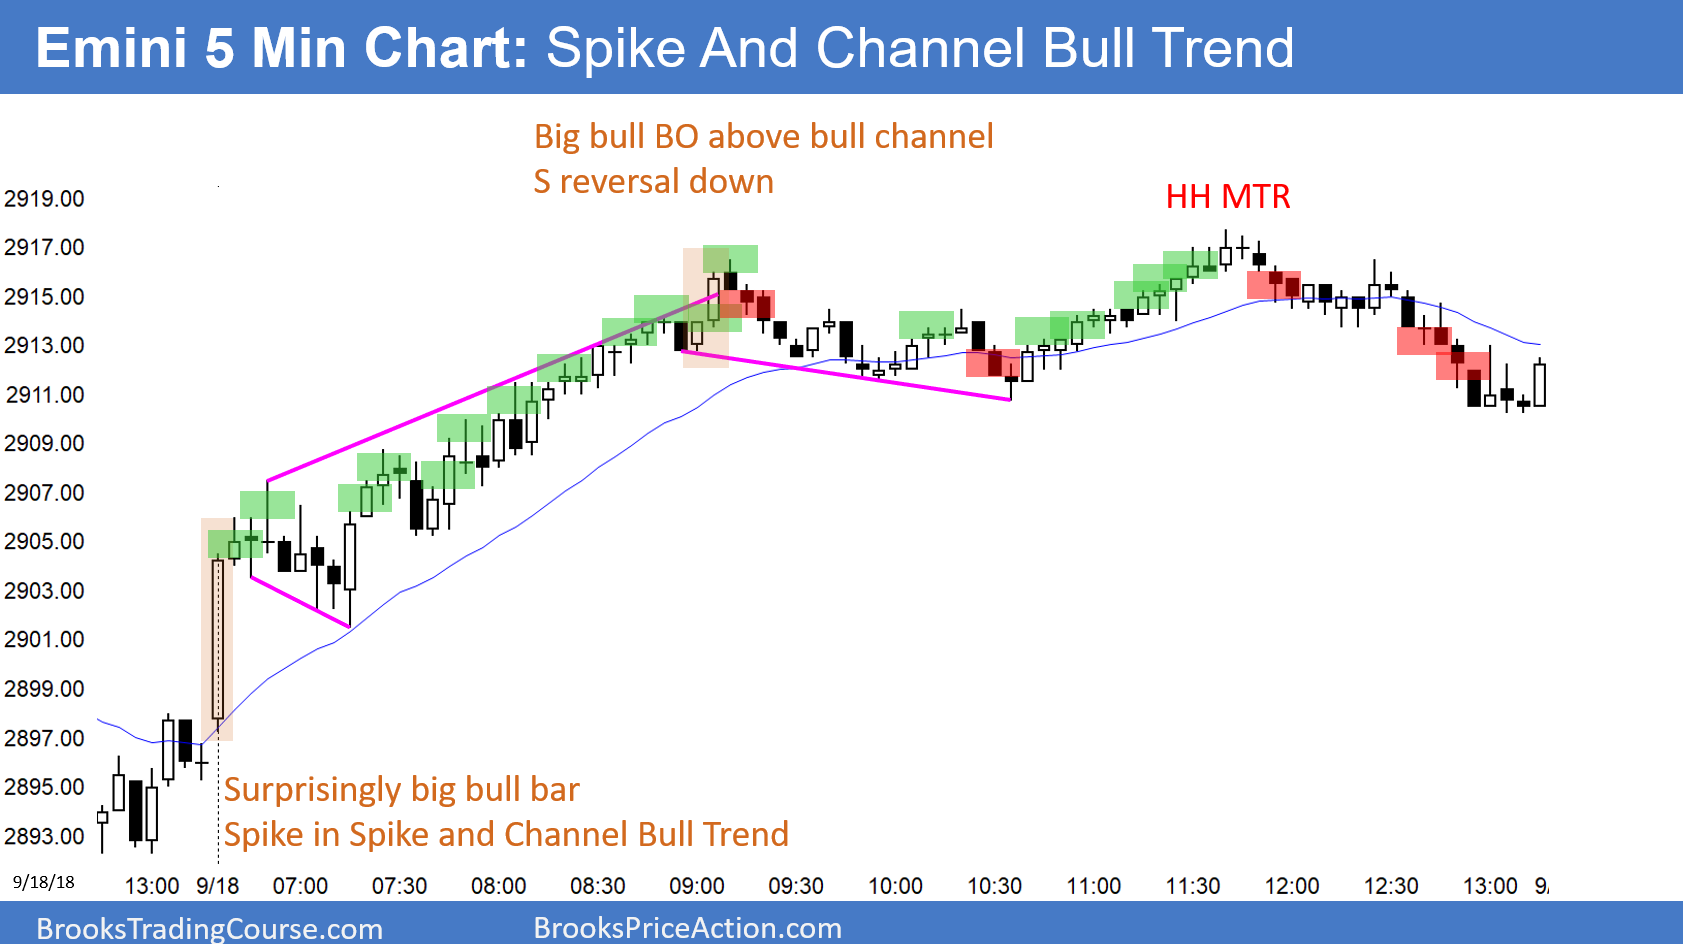 Emini 5 Min Chart: Spike And Channel Bull Trend
Big bull BO above bull channel
S reversal down
HH MTR
2919.00
2917.00
2915.00
2913.00
2911.00
2909.00
2907.00
2905.00
2903.00
2901.00
2899.00
2897.00
2895.00
2893.00
Surprisingly big bull bar
Spike in Spike and Channel Bull Trend
9/18/18 13:00 9/18 07:00 07:30 08:00 08:30 09:00 09:30 10:00 10:30 11:00 11:30 12:00 12:30 13:00 9/
BrooksTradingCourse.com BrooksPriceAction.com